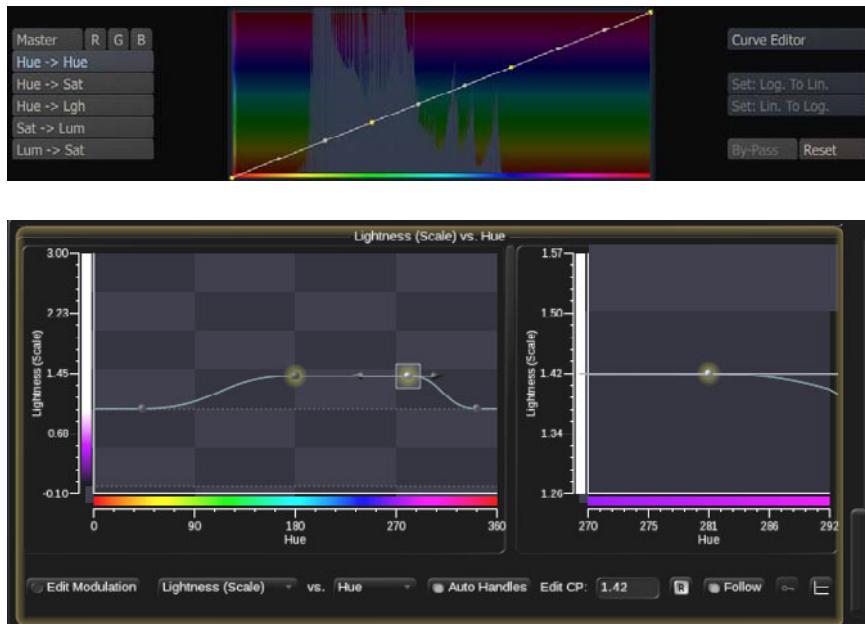 Master R G B
Curve Editor
Hue -> Hue
Hue -> Sat
Set: Log. To Lin.
Hue -> Lgh
Set: Lin. To Log.
Sat -> Lum
Lum -> Sat
By-Pass Reset
Lightness (Scale) vs. Hue
3.00
2.23
1.45
0.68
-0.10
Lightness (Scale)
0 90 180 270 360
Hue
1.57
1.50
1.42
1.34
1.26
Lightness (Scale)
270 275 281 286 292
Hue
Edit Modulation Lightness (Scale) vs. Hue Auto Handles Edit CP: 1.42 R Follow